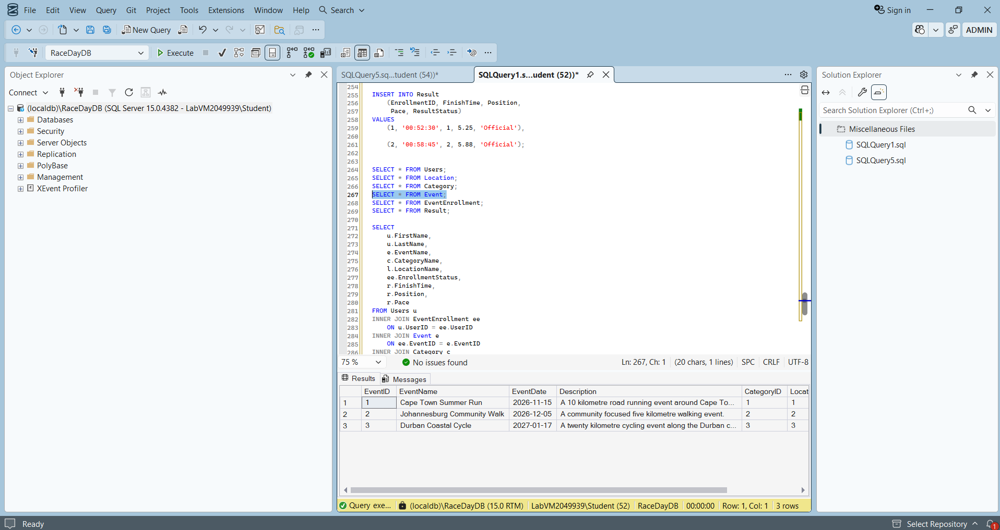 File Edit View Query Git Project Tools Extensions Window Help Search Sign in
New Query ADMIN
RaceDayDB Execute
Object Explorer
Connect
(localdb)\RaceDayDB (SQL Server 15.0.4382 - LabVM2049939\Student)
Databases
Security
Server Objects
Replication
PolyBase
Management
XEvent Profiler
SQLQuery5.sq...tudent (54))* SQLQuery1.s...udent (52))*
254
255 INSERT INTO Result
256 (EnrollmentID, FinishTime, Position,
257 Pace, ResultStatus)
258 VALUES
259 (1, '00:52:30', 1, 5.25, 'Official'),
260
261 (2, '00:58:45', 2, 5.88, 'Official');
262
263
264 SELECT * FROM Users;
265 SELECT * FROM Location;
266 SELECT * FROM Category;
267 SELECT * FROM Event;
268 SELECT * FROM EventEnrollment;
269 SELECT * FROM Result;
270
271 SELECT
272 u.FirstName,
273 u.LastName,
274 e.EventName,
275 c.CategoryName,
276 l.LocationName,
277 ee.EnrollmentStatus,
278 r.FinishTime,
279 r.Position,
280 r.Pace
281 FROM Users u
282 INNER JOIN EventEnrollment ee
283 ON u.UserID = ee.UserID
284 INNER JOIN Event e
285 ON ee.EventID = e.EventID
286 INNER JOIN Category c
75 % No issues found Ln: 267, Ch: 1 (20 chars, 1 lines) SPC CRLF UTF-8
Results Messages
EventID EventName EventDate Description CategoryID Locat
1 1 Cape Town Summer Run 2026-11-15 A 10 kilometre road running event around Cape To... 1 1
2 2 Johannesburg Community Walk 2026-12-05 A community focused five kilometre walking event. 2 2
3 3 Durban Coastal Cycle 2027-01-17 A twenty kilometre cycling event along the Durban c... 3 3
Query exe... (localdb)\RaceDayDB (15.0 RTM) LabVM2049939\Student (52) RaceDayDB 00:00:00 Row: 1, Col: 1 3 rows
Solution Explorer
Search Solution Explorer (Ctrl+;)
Miscellaneous Files
SQLQuery1.sql
SQLQuery5.sql
Ready Select Repository 1